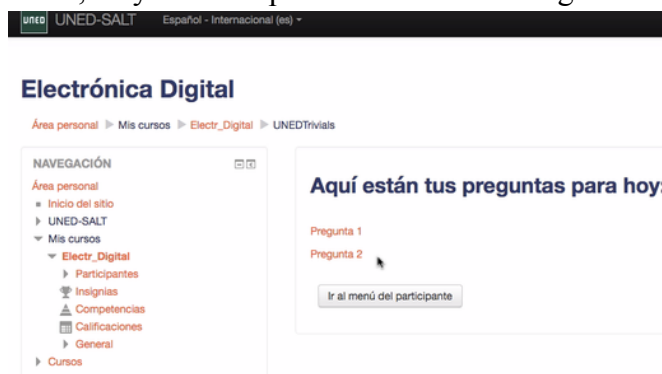 UNED UNED-SALT Español - Internacional (es)
Electrónica Digital
Área personal Mis cursos Electr_Digital UNEDTrivials
NAVEGACIÓN
Área personal
Inicio del sitio
UNED-SALT
Mis cursos
Electr_Digital
Participantes
Insignias
Competencias
Calificaciones
General
Cursos
Aquí están tus preguntas para hoy:
Pregunta 1
Pregunta 2
Ir al menú del participante